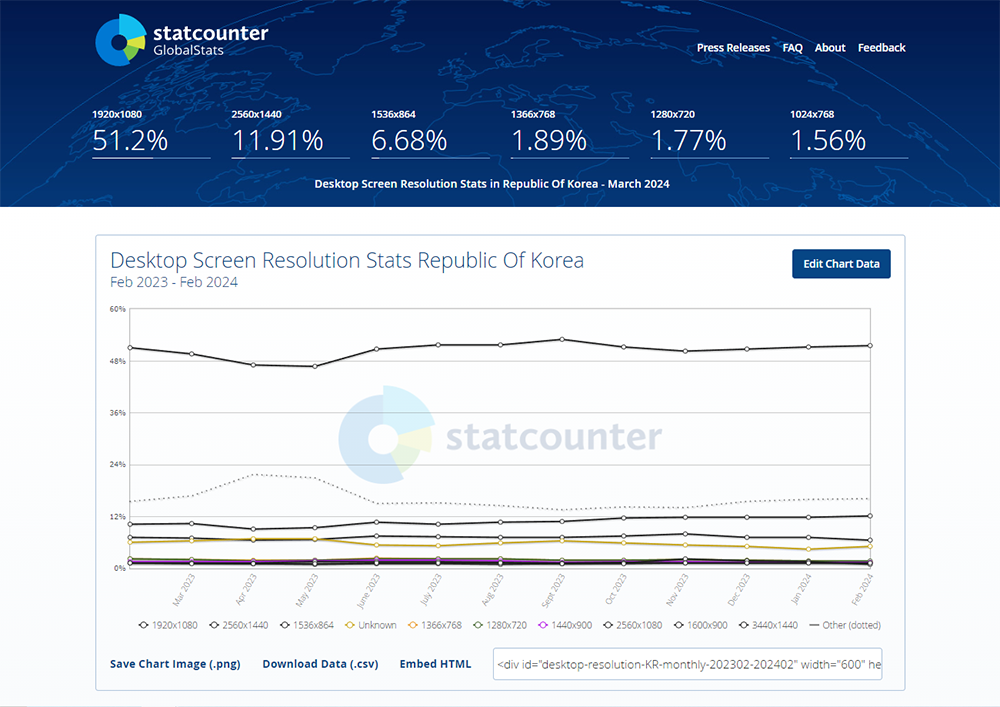 statcounter
GlobalStats
Press Releases FAQ About Feedback
1920x1080 2560x1440 1536x864 1366x768 1280x720 1024x768
51.2% 11.91% 6.68% 1.89% 1.77% 1.56%
Desktop Screen Resolution Stats in Republic Of Korea - March 2024
Desktop Screen Resolution Stats Republic Of Korea
Edit Chart Data
Feb 2023 - Feb 2024
60%
48%
36%
statcounter
24%
12%
0%
Mar 2023 Apr 2023 May 2023 June 2023 July 2023 Aug 2023 Sept 2023 Oct 2023 Nov 2023 Dec 2023 Jan 2024 Feb 2024
1920x1080 2560x1440 1536x864 Unknown 1366x768 1280x720 1440x900 2560x1080 1600x900 3440x1440 Other (dotted)
Save Chart Image (.png) Download Data (.csv) Embed HTML <div id="desktop-resolution-KR-monthly-202302-202402" width="600" he